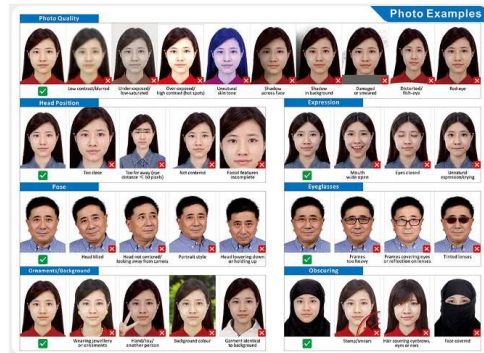 Photo Examples
Photo Quality
Low contrast/blurred
Under-exposed/
low-saturated
Over-exposed/
high contrast (hot spots)
Unnatural
skin tone
Shadow
across face
Shadow
in background
Damaged
or smeared
Distorted/
fish-eye
Red-eye
Head Position
Too close
Too far away (eye
distance
60 pixels)
Not centered
Facial features
incomplete
Expression
Mouth
wide open
Eyes closed
Unnatural
expression/crying
Pose
Head tilted
Head not centered/
looking away from camera
Portrait style
Head lowering down
or holding up
Eyeglasses
Frames
too heavy
Frames covering eyes
or reflection on lenses
Tinted lenses
Ornaments/Background
Wearing jewellery
or ornaments
Hand/toy/
another person
Background colour
Garment identical
to background
Obscuring
Stamp/smears
Hair covering eyebrows,
eyes or ears
Face covered